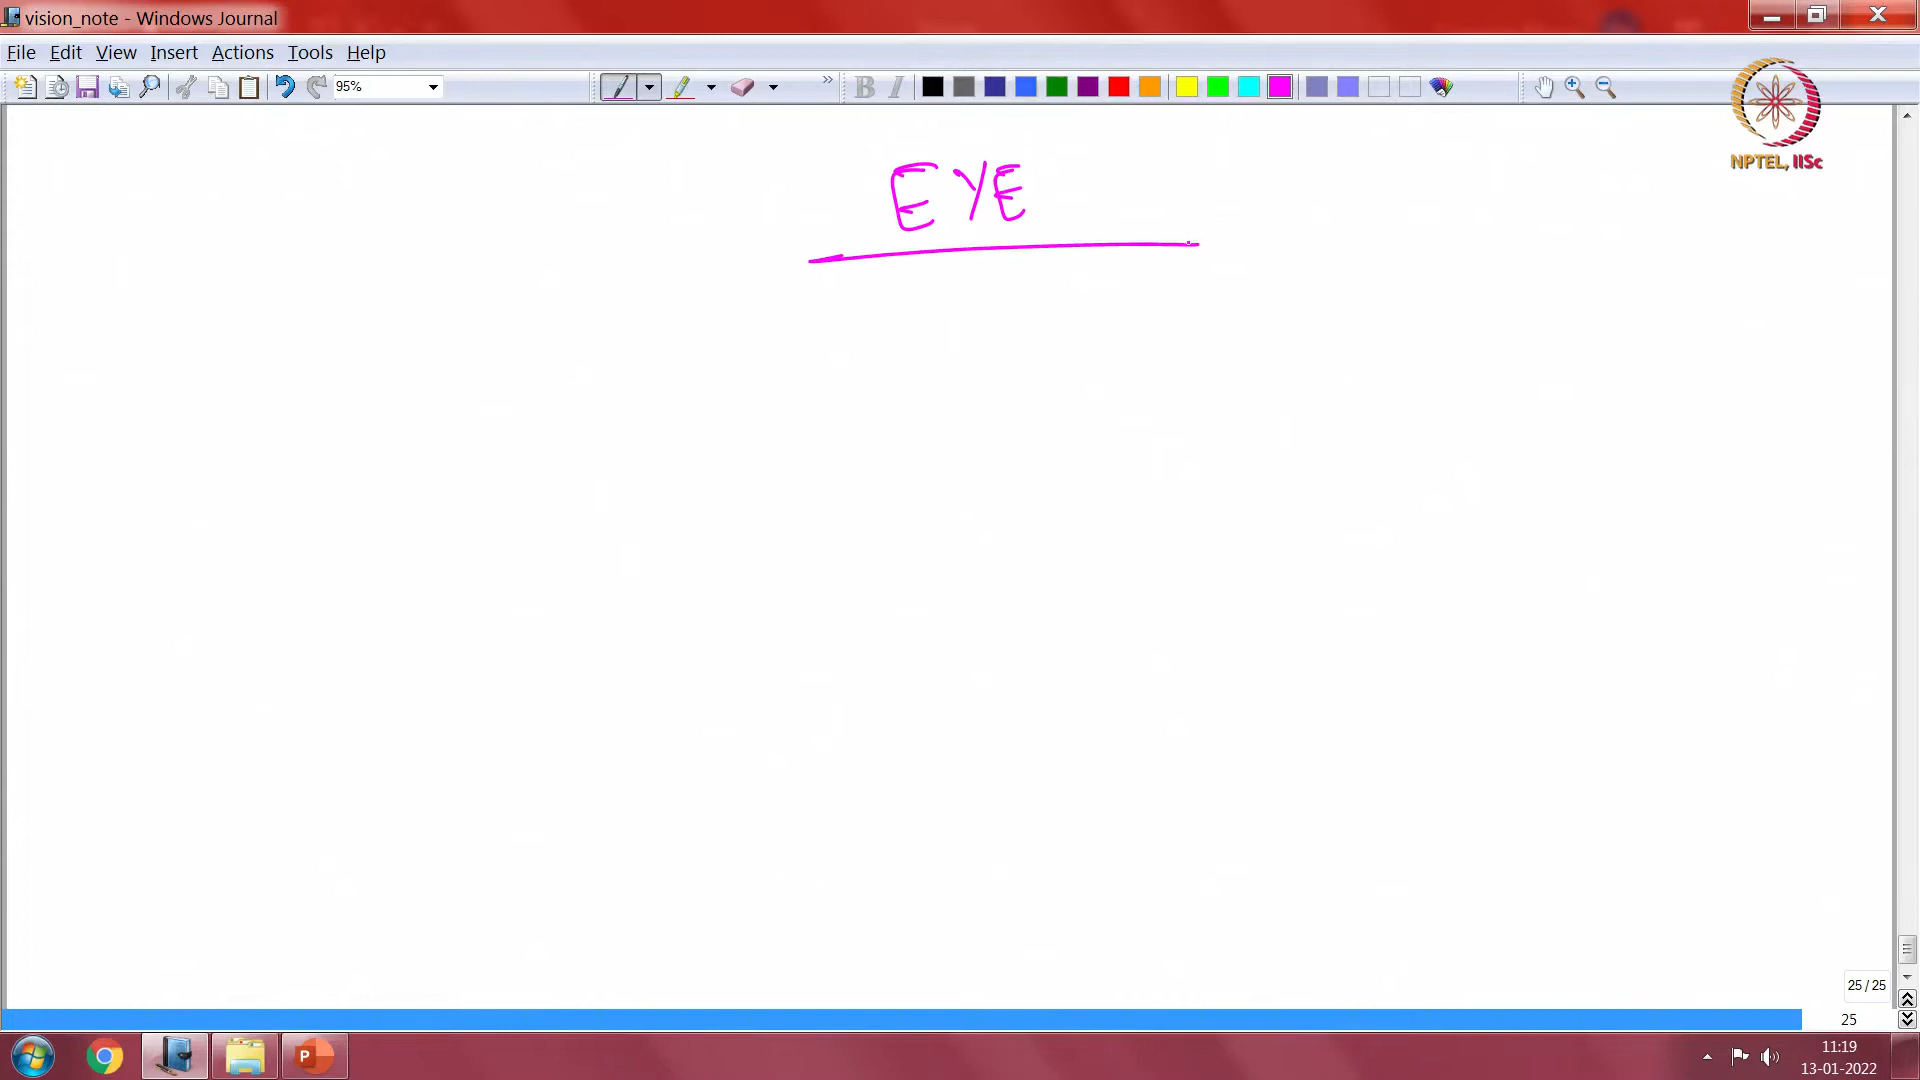 vision_note - Windows Journal
File Edit View Insert Actions Tools Help
95%
B I
NPTEL, IISc
EYE
25 / 25
25
P
11:19
13-01-2022